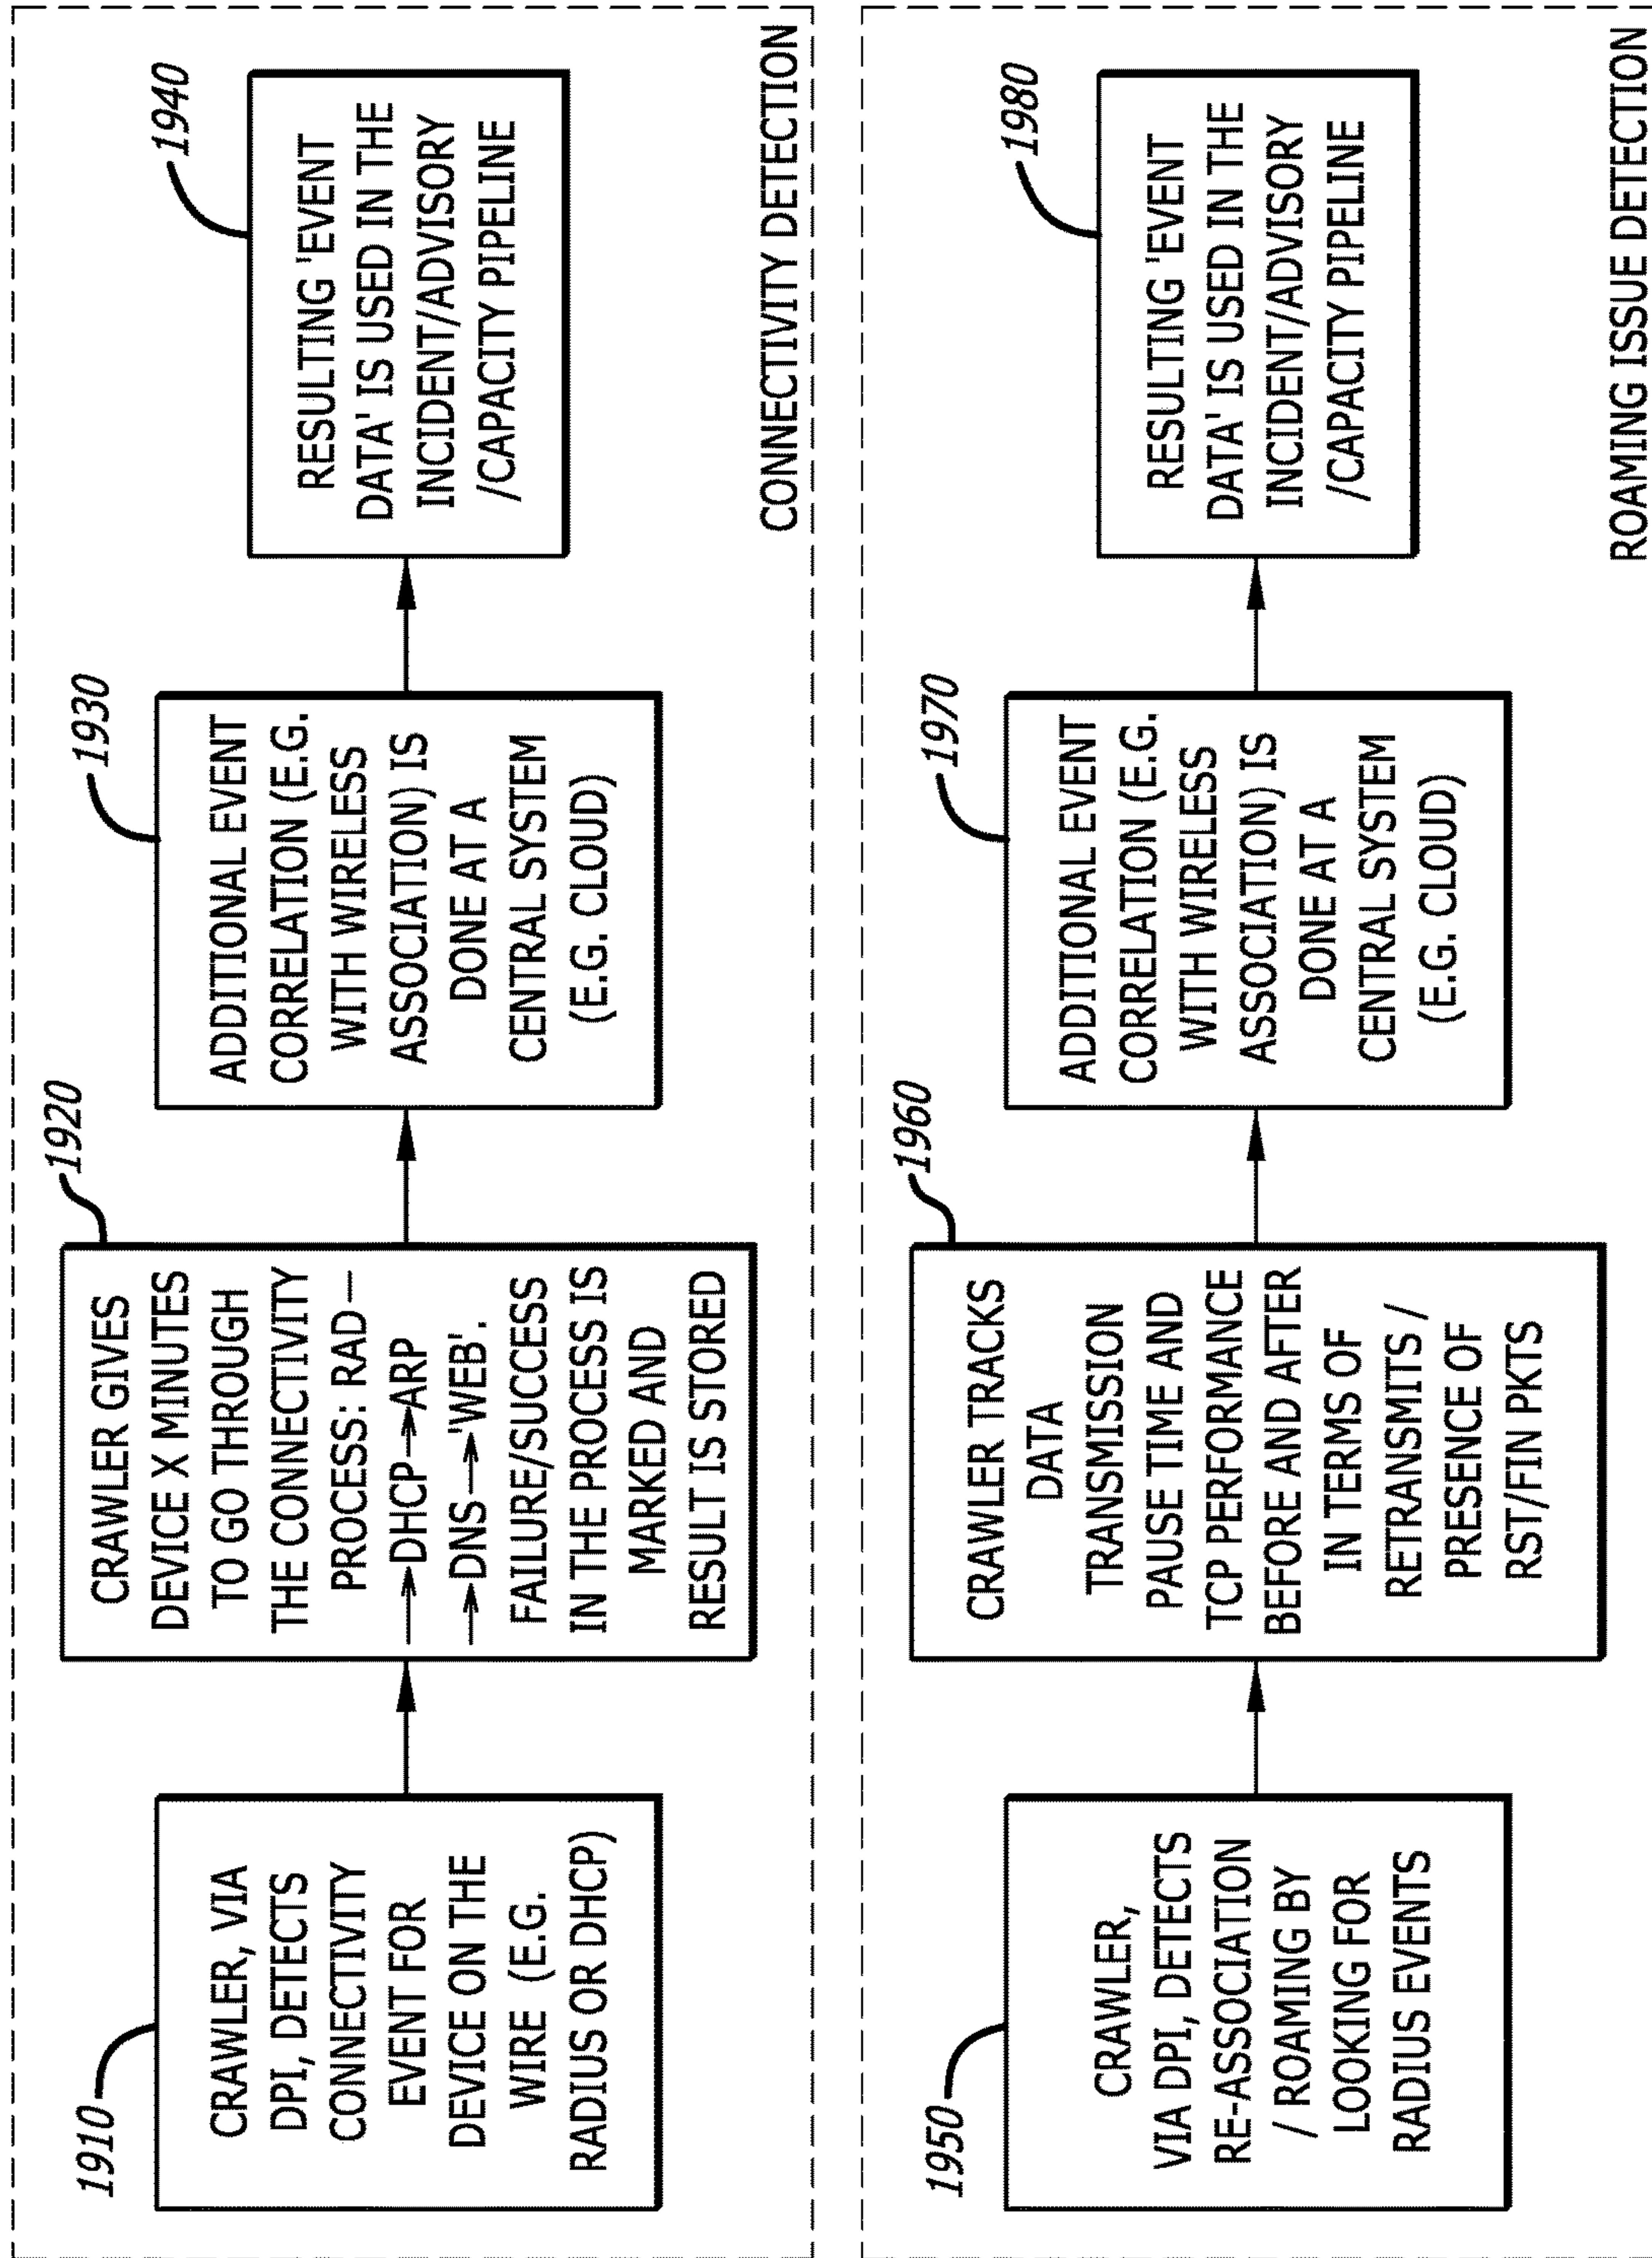 1910
CRAWLER, VIA
DPI, DETECTS
CONNECTIVITY
EVENT FOR
DEVICE ON THE
WIRE (E.G.
RADIUS OR DHCP)
1920
CRAWLER GIVES
DEVICE X MINUTES
TO GO THROUGH
THE CONNECTIVITY
PROCESS: RAD—
→DHCP→ARP
→DNS→'WEB'.
FAILURE/SUCCESS
IN THE PROCESS IS
MARKED AND
RESULT IS STORED
1930
ADDITIONAL EVENT
CORRELATION (E.G.
WITH WIRELESS
ASSOCIATION) IS
DONE AT A
CENTRAL SYSTEM
(E.G. CLOUD)
1940
RESULTING 'EVENT
DATA' IS USED IN THE
INCIDENT/ADVISORY
/CAPACITY PIPELINE
CONNECTIVITY DETECTION
1950
CRAWLER,
VIA DPI, DETECTS
RE-ASSOCIATION
/ ROAMING BY
LOOKING FOR
RADIUS EVENTS
1960
CRAWLER TRACKS
DATA
TRANSMISSION
PAUSE TIME AND
TCP PERFORMANCE
BEFORE AND AFTER
IN TERMS OF
RETRANSMITS /
PRESENCE OF
RST/FIN PKTS
1970
ADDITIONAL EVENT
CORRELATION (E.G.
WITH WIRELESS
ASSOCIATION) IS
DONE AT A
CENTRAL SYSTEM
(E.G. CLOUD)
1980
RESULTING 'EVENT
DATA' IS USED IN THE
INCIDENT/ADVISORY
/CAPACITY PIPELINE
ROAMING ISSUE DETECTION